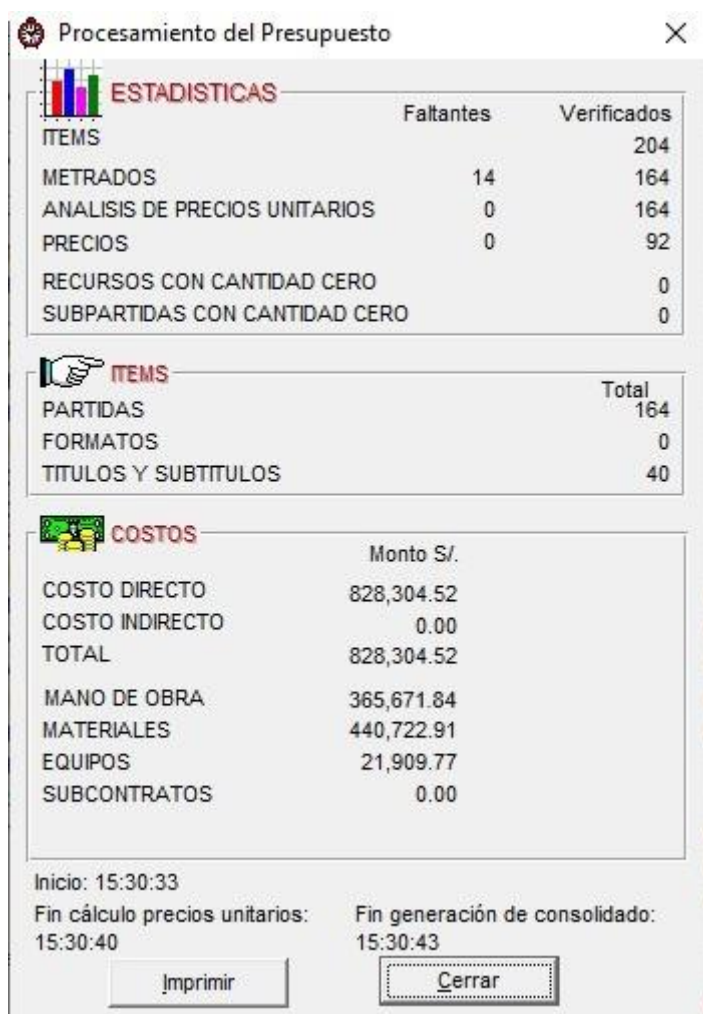 Procesamiento del Presupuesto
ESTADISTICAS
Faltantes Verificados
ITEMS 204
METRADOS 14 164
ANALISIS DE PRECIOS UNITARIOS 0 164
PRECIOS 0 92
RECURSOS CON CANTIDAD CERO 0
SUBPARTIDAS CON CANTIDAD CERO 0
ITEMS
Total
PARTIDAS 164
FORMATOS 0
TITULOS Y SUBTITULOS 40
COSTOS
Monto S/.
COSTO DIRECTO 828,304.52
COSTO INDIRECTO 0.00
TOTAL 828,304.52
MANO DE OBRA 365,671.84
MATERIALES 440,722.91
EQUIPOS 21,909.77
SUBCONTRATOS 0.00
Inicio: 15:30:33
Fin cálculo precios unitarios: Fin generación de consolidado:
15:30:40 15:30:43
Imprimir Cerrar